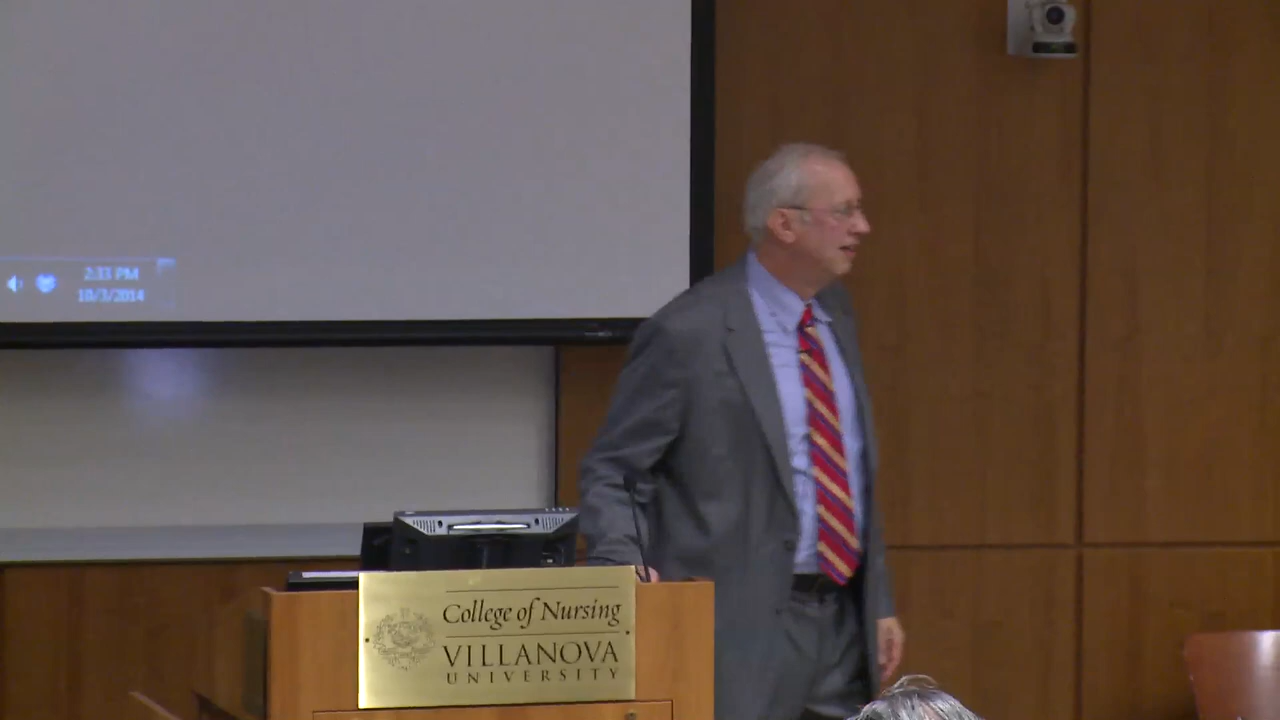 2:33 PM
10/3/2014
College of Nursing
VILLANOVA
UNIVERSITY